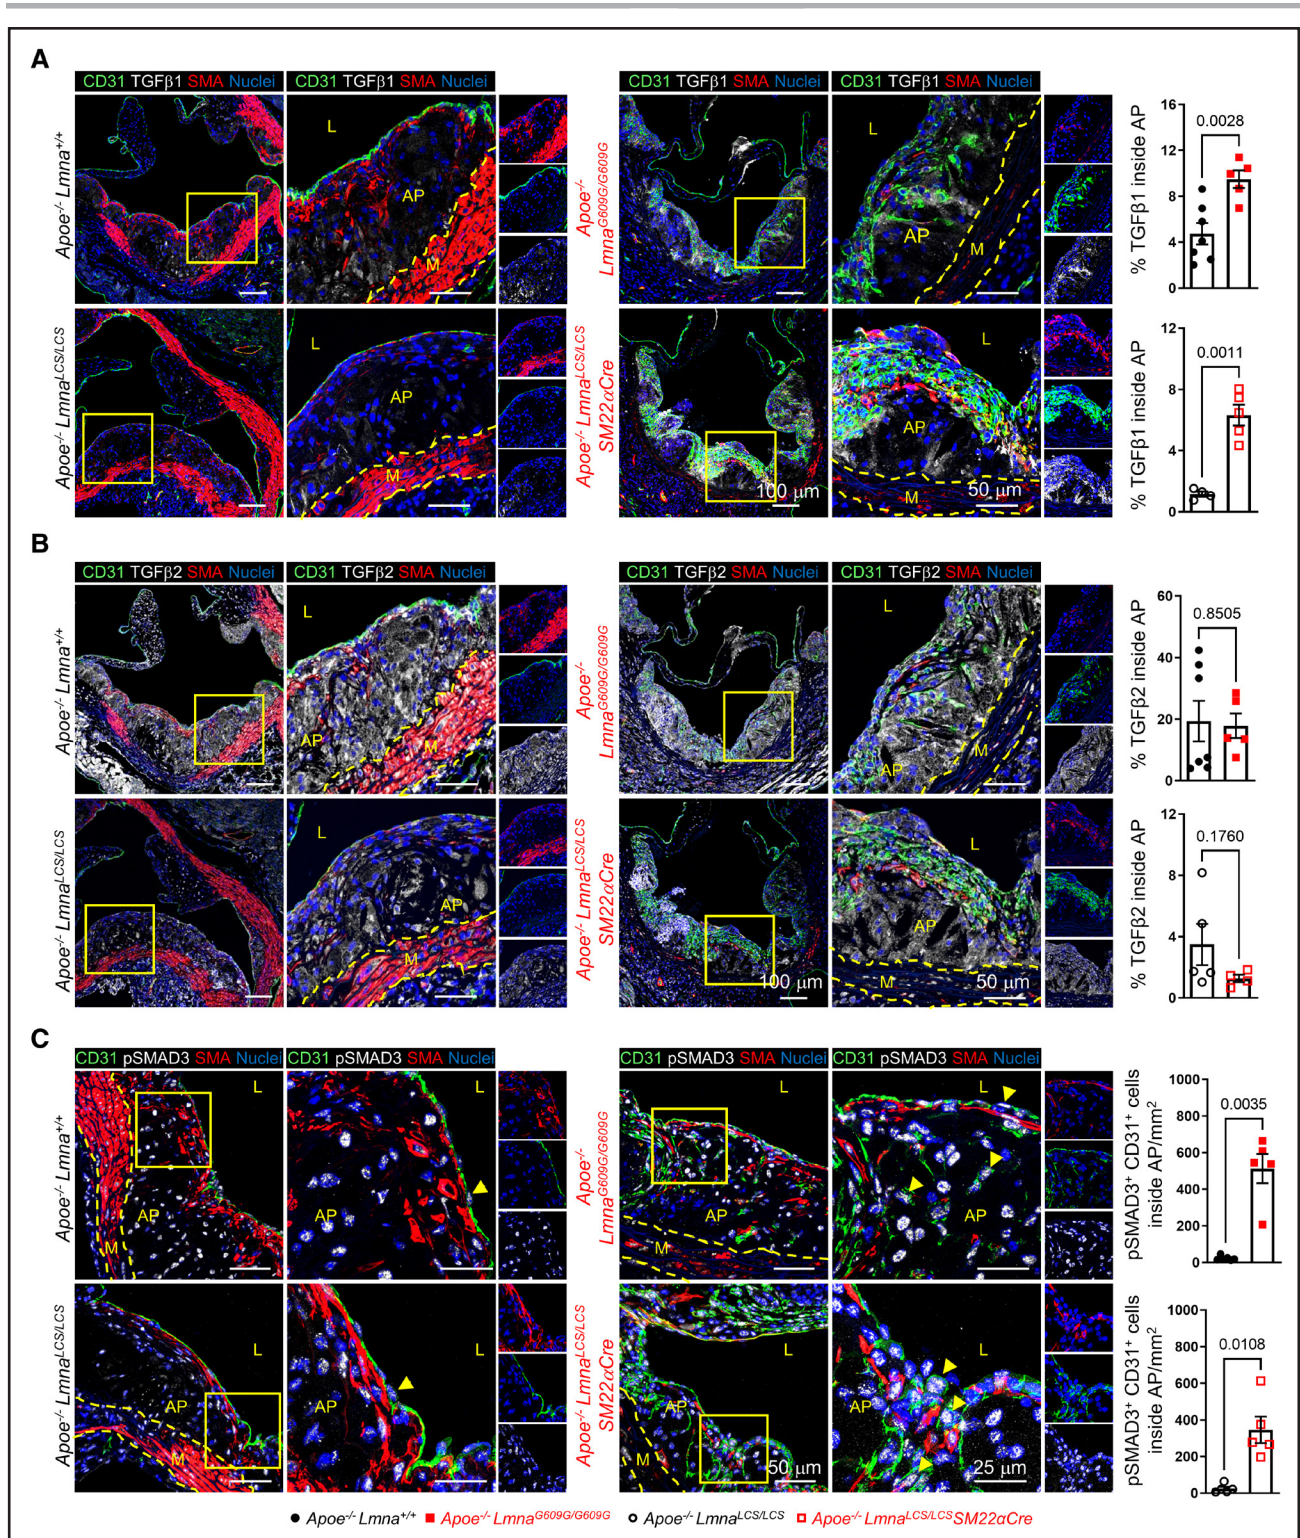 A
CD31 TGFβ1 SMA Nuclei
CD31 TGFβ1 SMA Nuclei
CD31 TGFβ1 SMA Nuclei
CD31 TGFβ1 SMA Nuclei
Apoe-/- Lmna+/+
L
AP
M
Apoe-/-
LmnaG609G/G609G
L
AP
M
% TGFβ1 inside AP
16
12
8
4
0
0.0028
Apoe-/- LmnaLCS/LCS
L
AP
M
Apoe-/- LmnaLCS/LCS
SM22αCre
100 μm
L
AP
M
50 μm
% TGFβ1 inside AP
12
8
4
0
0.0011
B
CD31 TGFβ2 SMA Nuclei
CD31 TGFβ2 SMA Nuclei
CD31 TGFβ2 SMA Nuclei
CD31 TGFβ2 SMA Nuclei
Apoe-/- Lmna+/+
L
AP
M
Apoe-/-
LmnaG609G/G609G
L
AP
M
% TGFβ2 inside AP
60
40
20
0
0.8505
Apoe-/- LmnaLCS/LCS
L
AP
M
Apoe-/- LmnaLCS/LCS
SM22αCre
100 μm
L
AP
M
50 μm
% TGFβ2 inside AP
12
8
4
0
0.1760
C
CD31 pSMAD3 SMA Nuclei
CD31 pSMAD3 SMA Nuclei
CD31 pSMAD3 SMA Nuclei
CD31 pSMAD3 SMA Nuclei
Apoe-/- Lmna+/+
L
AP
M
L
AP
Apoe-/-
LmnaG609G/G609G
L
AP
M
L
AP
pSMAD3+ CD31+ cells
inside AP/mm2
1000
800
600
400
200
0
0.0035
Apoe-/- LmnaLCS/LCS
L
AP
M
L
AP
Apoe-/- LmnaLCS/LCS
SM22αCre
L
AP
M
50 μm
L
AP
25 μm
pSMAD3+ CD31+ cells
inside AP/mm2
1000
800
600
400
200
0
0.0108
Apoe-/- Lmna+/+ Apoe-/- LmnaG609G/G609G Apoe-/- LmnaLCS/LCS Apoe-/- LmnaLCS/LCS SM22αCre